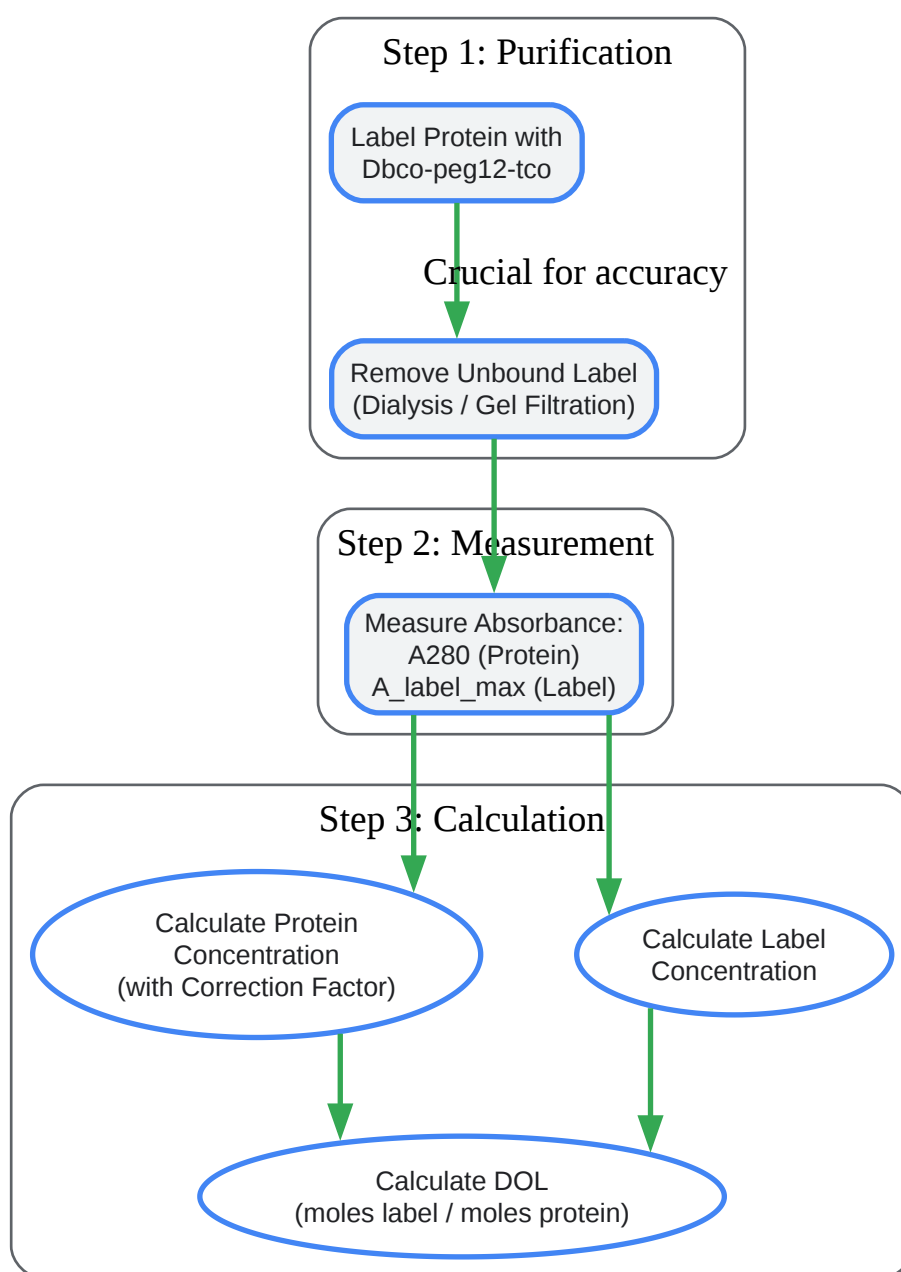 Step 1: Purification
Label Protein with
Dbco-peg12-tco
Crucial for accuracy
Remove Unbound Label
(Dialysis / Gel Filtration)
Step 2: Measurement
Measure Absorbance:
A280 (Protein)
A_label_max (Label)
Step 3: Calculation
Calculate Protein
Concentration
(with Correction Factor)
Calculate Label
Concentration
Calculate DOL
(moles label / moles protein)